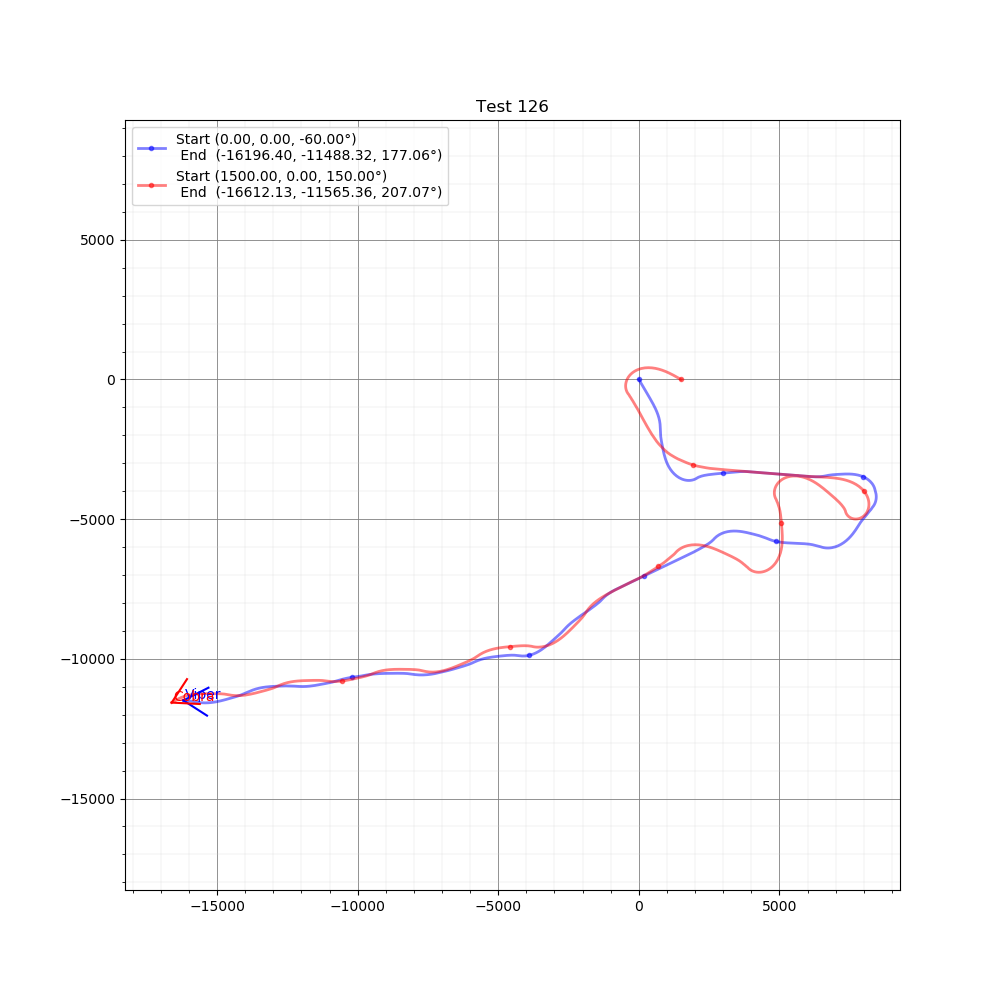 Test 126
Start (0.00, 0.00, -60.00°)
End (-16196.40, -11488.32, 177.06°)
Start (1500.00, 0.00, 150.00°)
End (-16612.13, -11565.36, 207.07°)
5000
0
−5000
−10000
−15000
Viper
−15000 −10000 −5000 0 5000